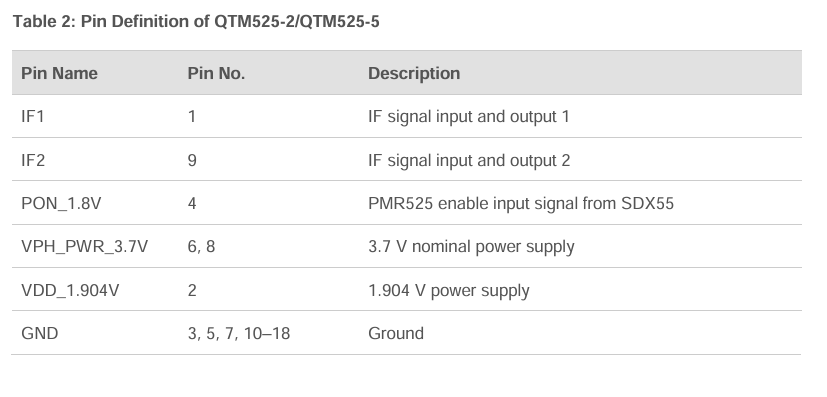 Table 2: Pin Definition of QTM525-2/QTM525-5
Pin Name Pin No. Description
IF1 1 IF signal input and output 1
IF2 9 IF signal input and output 2
PON_1.8V 4 PMR525 enable input signal from SDX55
VPH_PWR_3.7V 6, 8 3.7 V nominal power supply
VDD_1.904V 2 1.904 V power supply
GND 3, 5, 7, 10–18 Ground